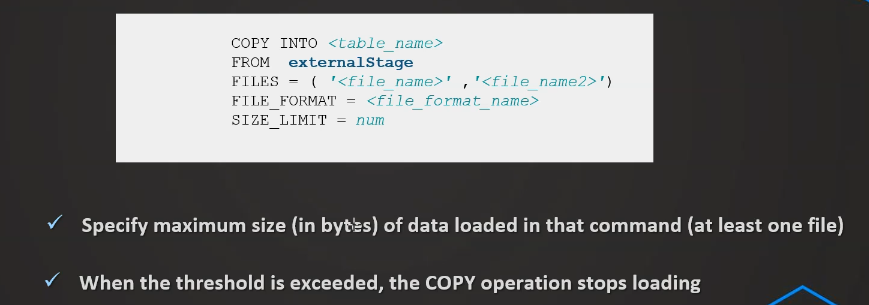 COPY INTO <table_name>
FROM externalStage
FILES = ( '<file_name>' ,'<file_name2>')
FILE_FORMAT = <file_format_name>
SIZE_LIMIT = num
✓ Specify maximum size (in bytes) of data loaded in that command (at least one file)
✓ When the threshold is exceeded, the COPY operation stops loading